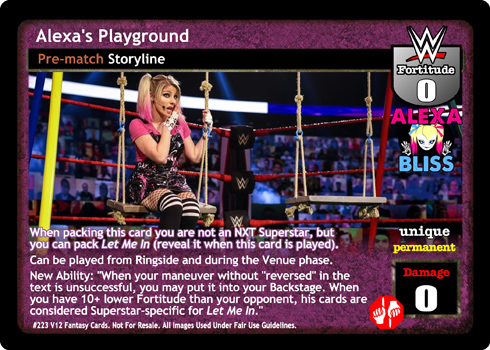 Alexa's Playground
Pre-match Storyline
W
Fortitude
0
ALEXA
BLISS
When packing this card you are not an NXT Superstar, but
you can pack Let Me In (reveal it when this card is played).
Can be played from Ringside and during the Venue phase.
New Ability: "When your maneuver without "reversed" in the
text is unsuccessful, you may put it into your Backstage. When
you have 10+ lower Fortitude than your opponent, his cards are
considered Superstar-specific for Let Me In."
#223 V12 Fantasy Cards. Not For Resale. All Images Used Under Fair Use Guidelines.
unique
permanent
Damage
0